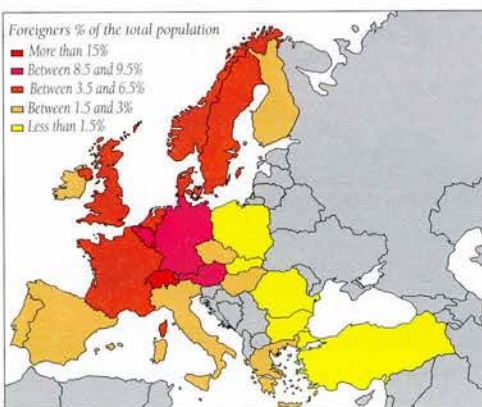 Foreigners % of the total population
More than 15%
Between 8.5 and 9.5%
Between 3.5 and 6.5%
Between 1.5 and 3%
Less than 1.5%